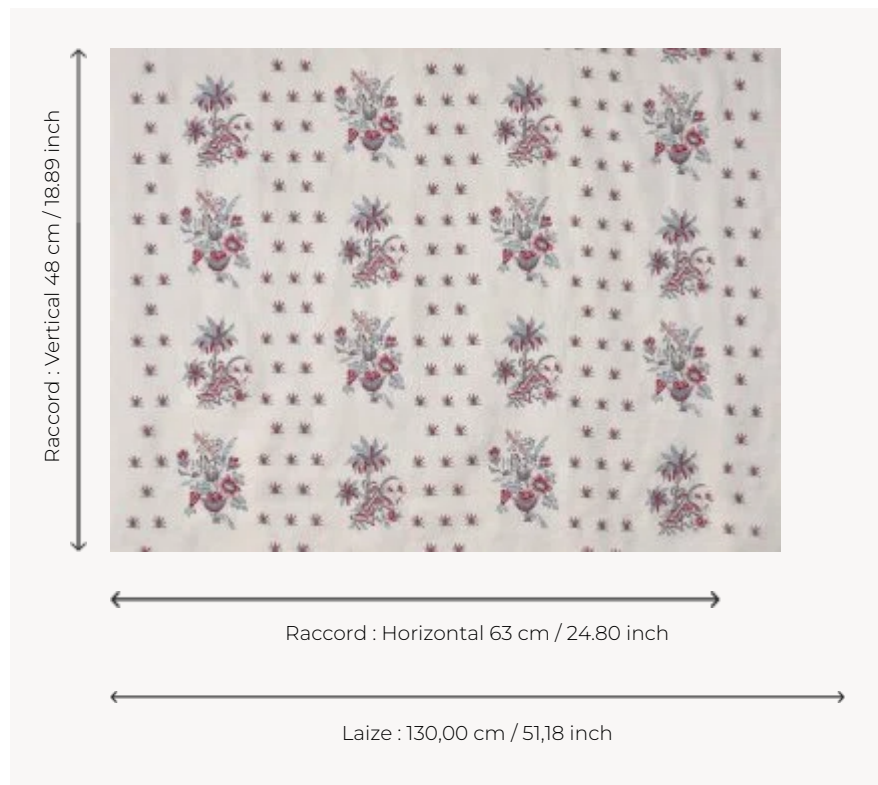 Raccord : Vertical 48 cm / 18.89 inch
Raccord : Horizontal 63 cm / 24.80 inch
Laize : 130,00 cm / 51,18 inch